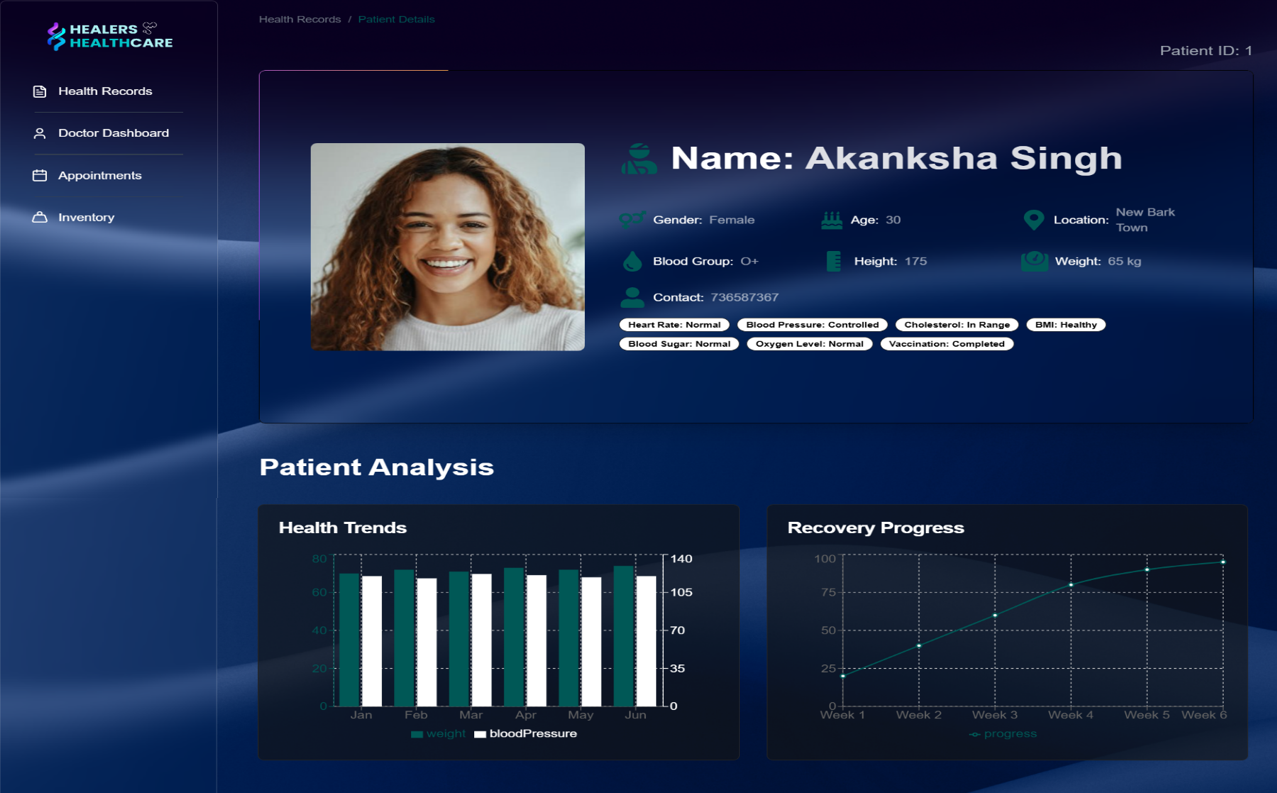 HEALERS
HEALTHCARE
Health Records
Doctor Dashboard
Appointments
Inventory
Health Records / Patient Details
Patient ID: 1
Name: Akanksha Singh
Gender: Female
Age: 30
Location: New Bark
Town
Blood Group: O+
Height: 175
Weight: 65 kg
Contact: 736587367
Heart Rate: Normal
Blood Pressure: Controlled
Cholesterol: In Range
BMI: Healthy
Blood Sugar: Normal
Oxygen Level: Normal
Vaccination: Completed
Patient Analysis
Health Trends
80
60
40
20
0
140
105
70
35
0
Jan Feb Mar Apr May Jun
weight bloodPressure
Recovery Progress
100
75
50
25
0
Week 1 Week 2 Week 3 Week 4 Week 5 Week 6
progress